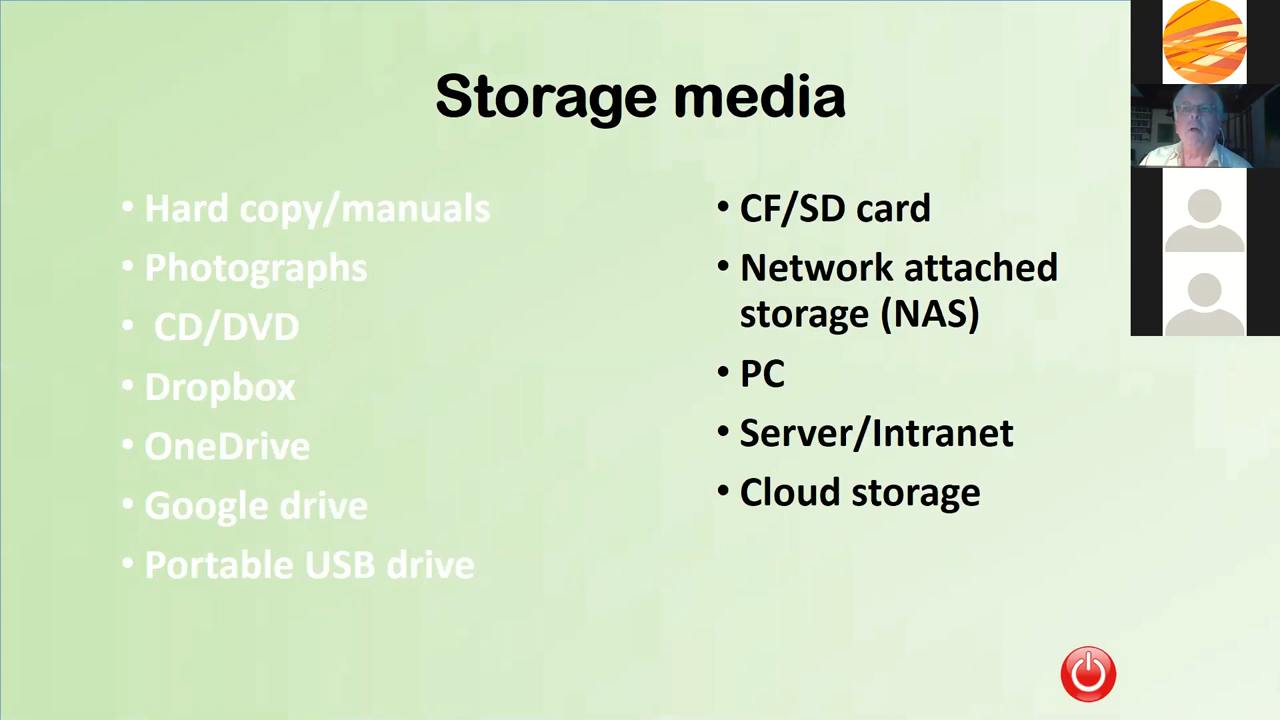 Storage media
• Hard copy/manuals
• Photographs
• CD/DVD
• Dropbox
• OneDrive
• Google drive
• Portable USB drive
• CF/SD card
• Network attached
storage (NAS)
• PC
• Server/Intranet
• Cloud storage